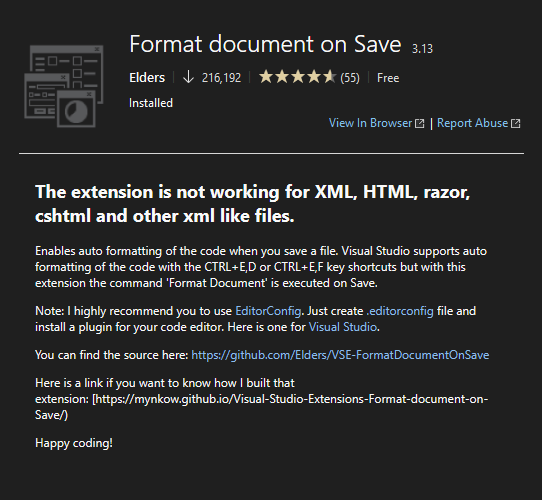 Format document on Save 3.13
Elders | 216,192 | (55) | Free
Installed
View In Browser | Report Abuse
The extension is not working for XML, HTML, razor,
cshtml and other xml like files.
Enables auto formatting of the code when you save a file. Visual Studio supports auto
formatting of the code with the CTRL+E,D or CTRL+E,F key shortcuts but with this
extension the command 'Format Document' is executed on Save.
Note: I highly recommend you to use EditorConfig. Just create .editorconfig file and
install a plugin for your code editor. Here is one for Visual Studio.
You can find the source here: https://github.com/Elders/VSE-FormatDocumentOnSave
Here is a link if you want to know how I built that
extension: [https://mynkow.github.io/Visual-Studio-Extensions-Format-document-on-
Save/)
Happy coding!